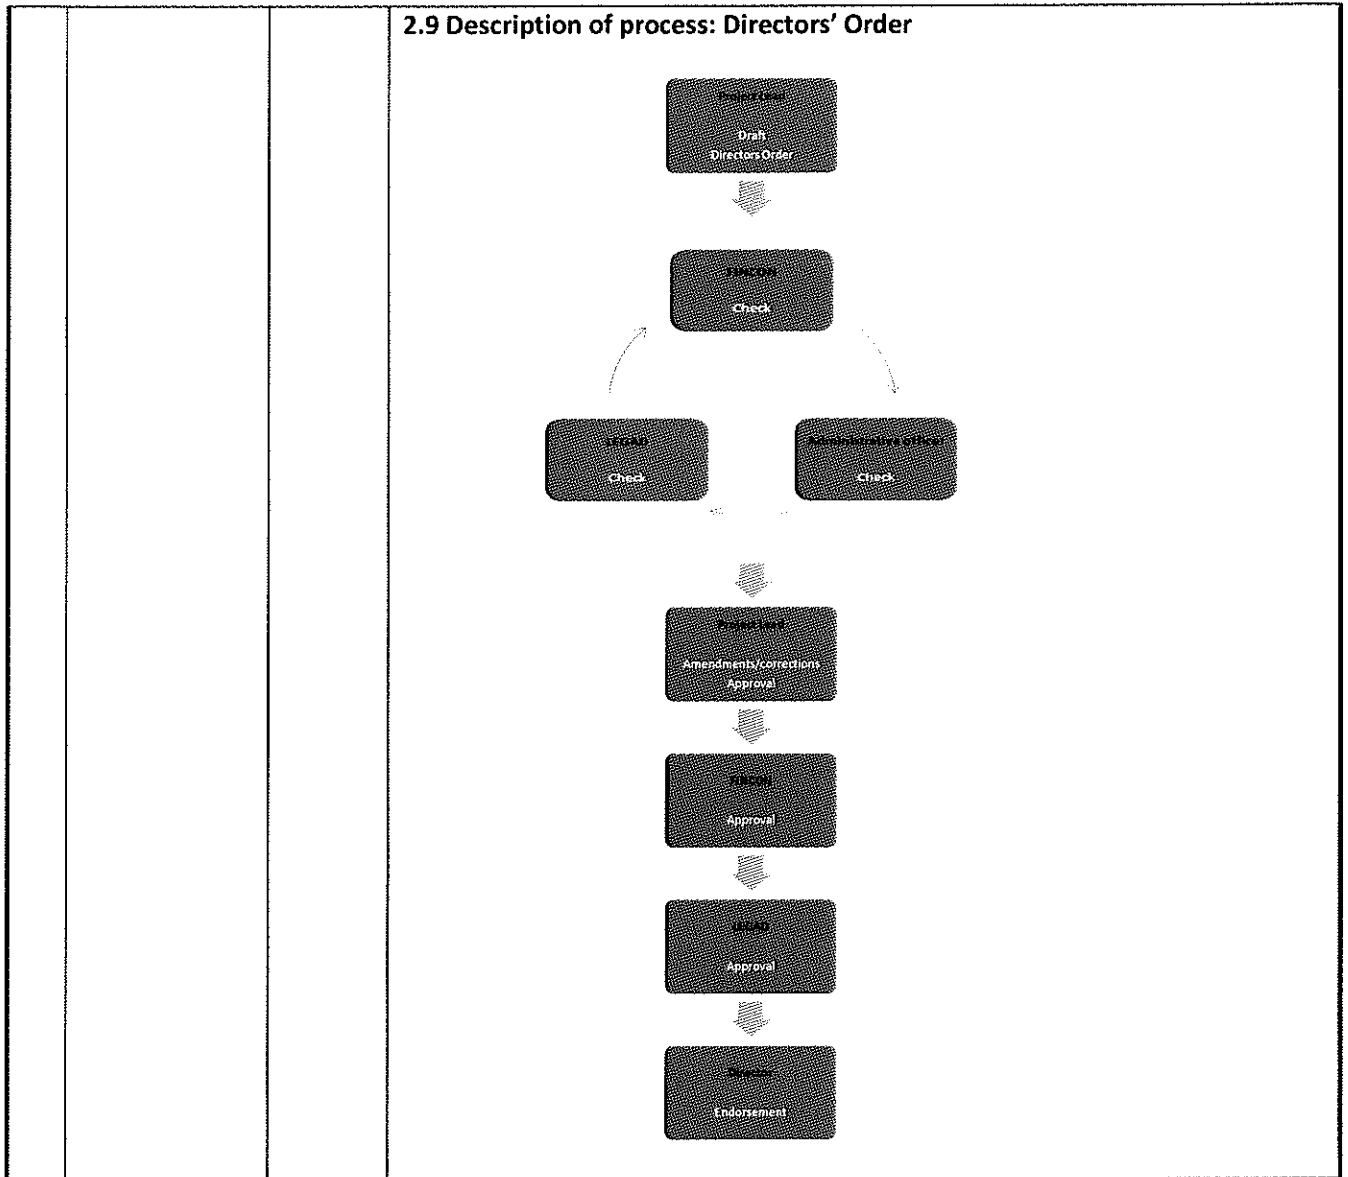 2.9 Description of process: Directors' Order
Project Lead
Draft
Directors Order
FINCON
Check
LEGAD
Check
Administrative officer
Check
Project Lead
Amendments/corrections
Approval
FINCON
Approval
LEGAD
Approval
Director
Endorsement